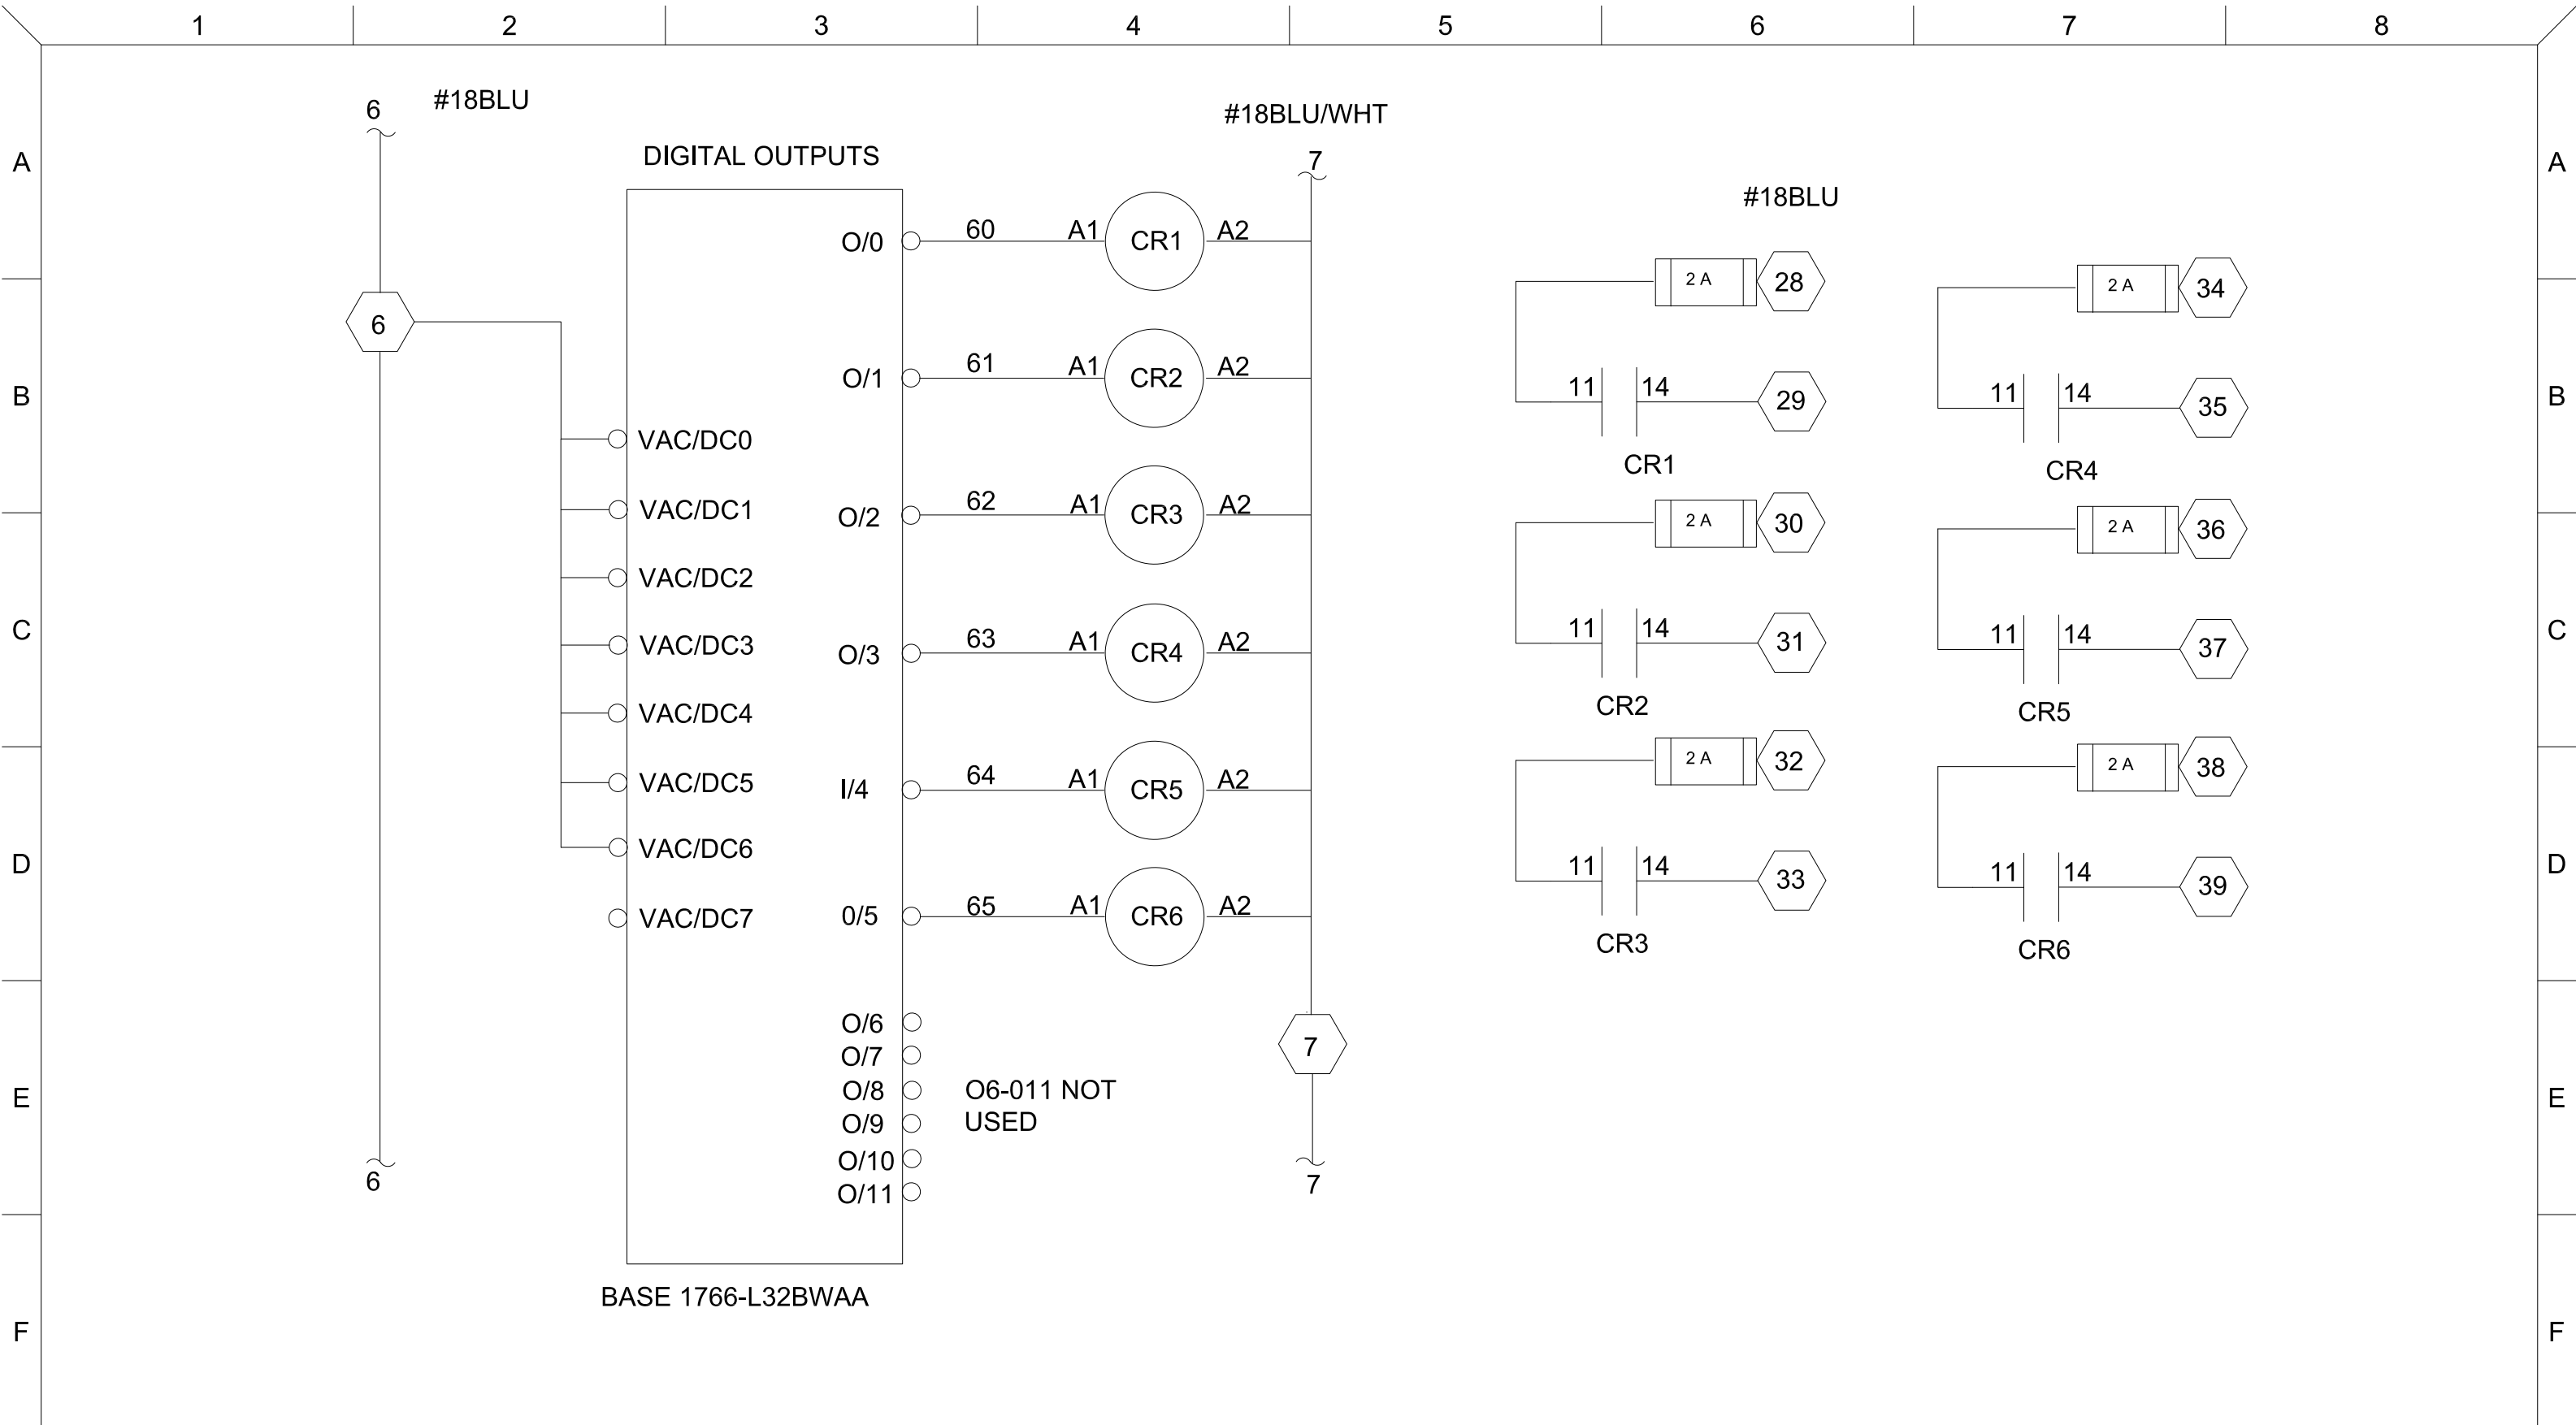 1 2 3 4 5 6 7 8
6 #18BLU
#18BLU/WHT
DIGITAL OUTPUTS
7
A A
#18BLU
O/0 60 A1 CR1 A2
2 A 28
2 A 34
6
O/1 61 A1 CR2 A2
11 14 29
11 14 35
B B
VAC/DC0
CR1
CR4
VAC/DC1
O/2 62 A1 CR3 A2
2 A 30
2 A 36
VAC/DC2
C C
VAC/DC3
O/3 63 A1 CR4 A2
11 14 31
11 14 37
VAC/DC4
CR2
CR5
VAC/DC5
I/4 64 A1 CR5 A2
2 A 32
2 A 38
VAC/DC6
D D
11 14 33
11 14 39
VAC/DC7
0/5 65 A1 CR6 A2
CR3
CR6
O/6
O/7
7
O/8
O6-011 NOT
USED
E E
O/9
O/10
O/11
6
7
BASE 1766-L32BWAA
F F